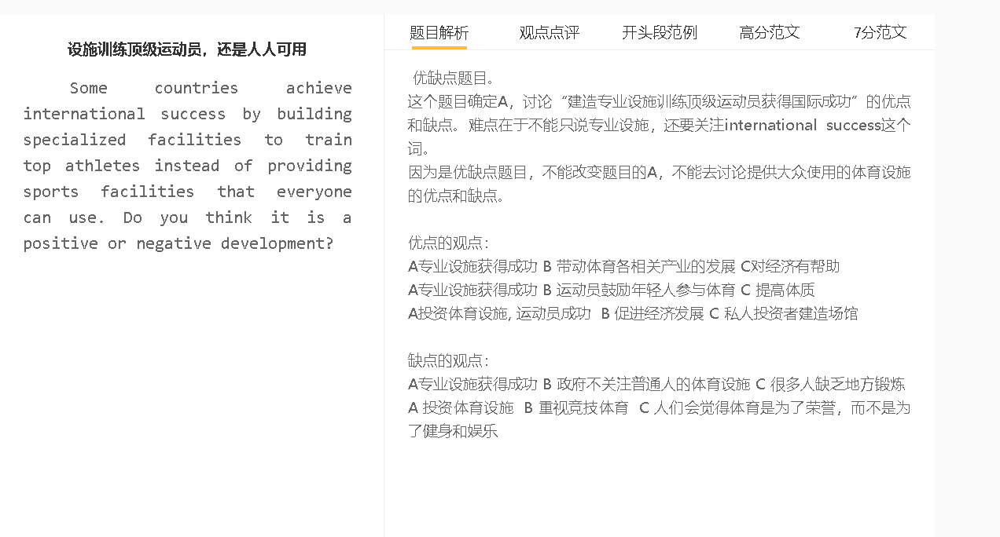 设施训练顶级运动员，还是人人可用
Some countries achieve
international success by building
specialized facilities to train
top athletes instead of providing
sports facilities that everyone
can use. Do you think it is a
positive or negative development?
题目解析 观点点评 开头段范例 高分范文 7分范文
优缺点题目。
这个题目确定A，讨论“建造专业设施训练顶级运动员获得国际成功”的优点
和缺点。难点在于不能只说专业设施，还要关注international success这个
词。
因为是优缺点题目，不能改变题目的A，不能去讨论提供大众使用的体育设施
的优点和缺点。
优点的观点：
A专业设施获得成功 B 带动体育各相关产业的发展 C对经济有帮助
A专业设施获得成功 B 运动员鼓励年轻人参与体育 C 提高体质
A投资体育设施, 运动员成功 B 促进经济发展 C 私人投资者建造场馆
缺点的观点：
A专业设施获得成功 B 政府不关注普通人的体育设施 C 很多人缺乏地方锻炼
A 投资体育设施 B 重视竞技体育 C 人们会觉得体育是为了荣誉，而不是为
了健身和娱乐